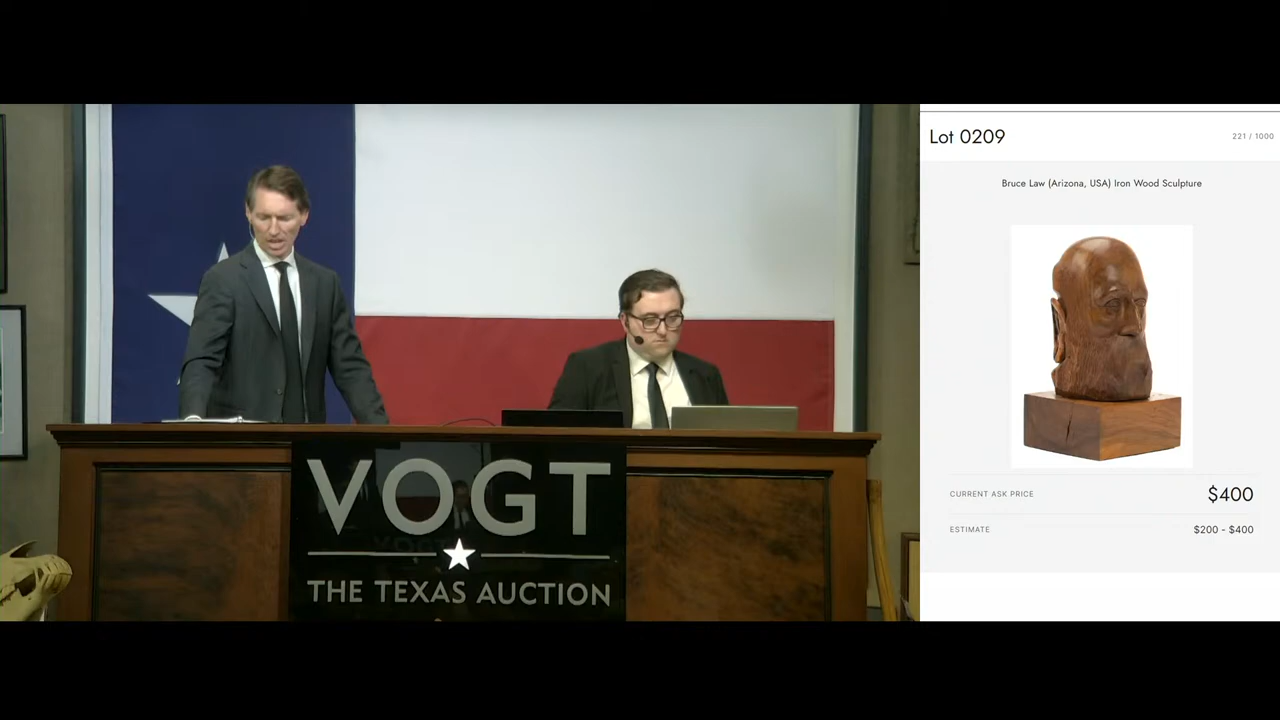 VOGT
THE TEXAS AUCTION
Lot 0209
221 / 1000
Bruce Law (Arizona, USA) Iron Wood Sculpture
CURRENT ASK PRICE
$400
ESTIMATE
$200 - $400